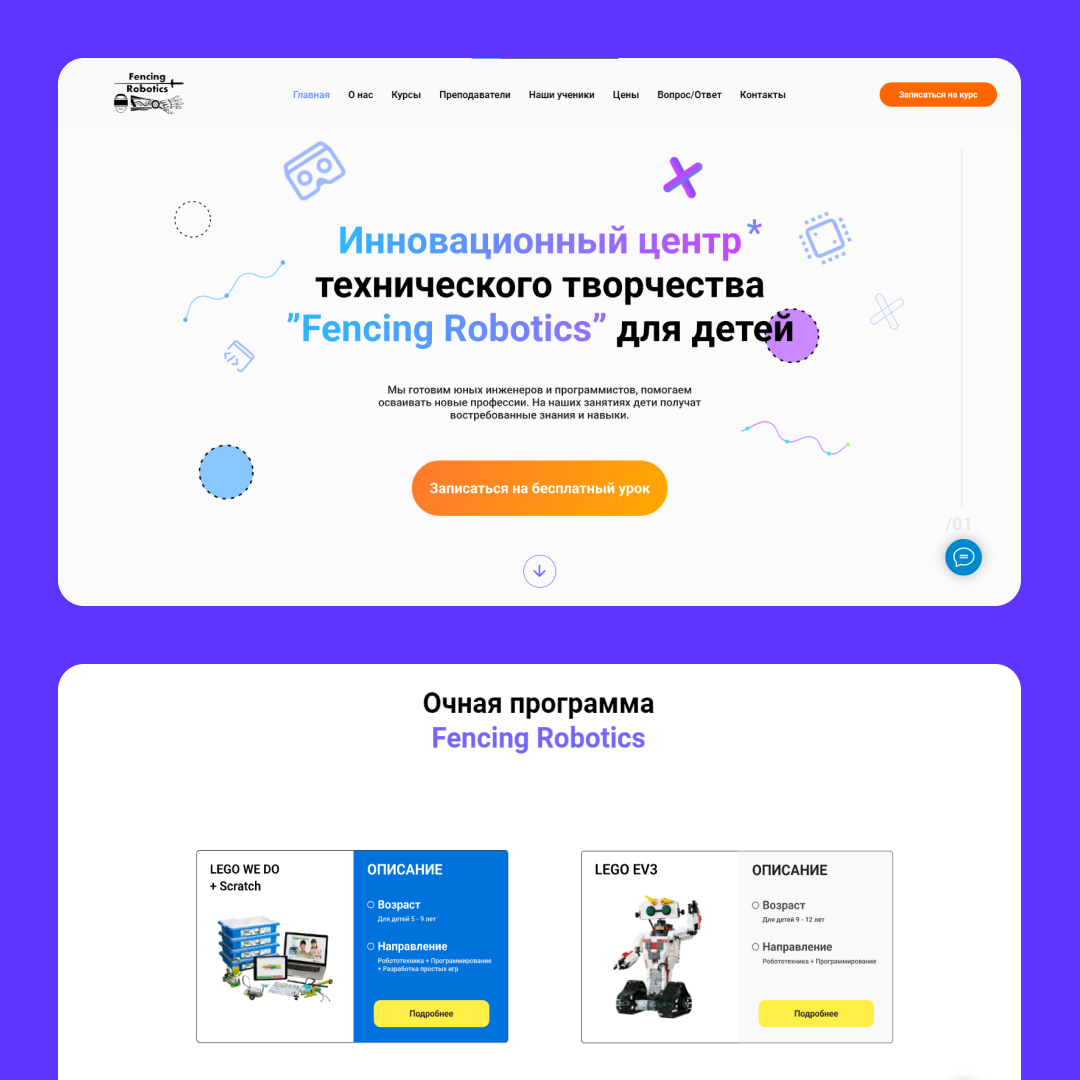 Fencing
Robotics
Главная О нас Курсы Преподаватели Наши ученики Цены Вопрос/Ответ Контакты
Записаться на курс
Инновационный центр*
технического творчества
”Fencing Robotics” для детей
Мы готовим юных инженеров и программистов, помогаем
осваивать новые профессии. На наших занятиях дети получат
востребованные знания и навыки.
Записаться на бесплатный урок
/01
Очная программа
Fencing Robotics
LEGO WE DO
+ Scratch
ОПИСАНИЕ
Возраст
Для детей 5 - 9 лет
Направление
Робототехника + Программирование
+ Разработка простых игр
Подробнее
LEGO EV3
ОПИСАНИЕ
Возраст
Для детей 9 - 12 лет
Направление
Робототехника + Программирование
Подробнее